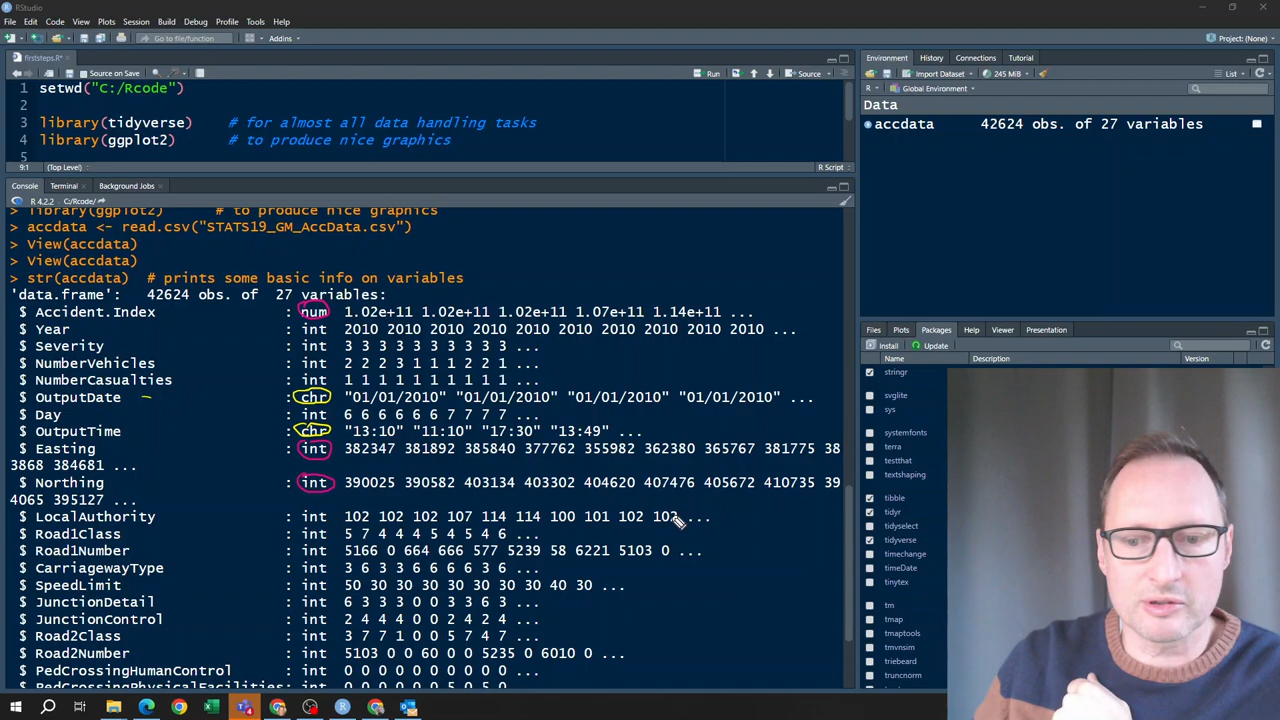 RStudio
File Edit Code View Plots Session Build Debug Profile Tools Help
Go to file/function
Addins
Project: (None)
firststeps.R*
Source on Save
Run
Source
1 setwd("C:/Rcode")
2
3 library(tidyverse) # for almost all data handling tasks
4 library(ggplot2) # to produce nice graphics
5
9:1 (Top Level) R Script
Console Terminal Background Jobs
R 4.2.2 · C:/Rcode/
> library(ggplot2) # to produce nice graphics
> accdata <- read.csv("STATS19_GM_AccData.csv")
> View(accdata)
> View(accdata)
> str(accdata) # prints some basic info on variables
'data.frame': 42624 obs. of 27 variables:
$ Accident.Index : num 1.02e+11 1.02e+11 1.02e+11 1.07e+11 1.14e+11 ...
$ Year : int 2010 2010 2010 2010 2010 2010 2010 2010 2010 2010 ...
$ Severity : int 3 3 3 3 3 3 3 3 3 3 ...
$ NumberVehicles : int 2 2 2 3 1 1 1 2 2 1 ...
$ NumberCasualties : int 1 1 1 1 1 1 1 1 1 1 ...
$ OutputDate : chr "01/01/2010" "01/01/2010" "01/01/2010" "01/01/2010" ...
$ Day : int 6 6 6 6 6 6 7 7 7 7 ...
$ OutputTime : chr "13:10" "11:10" "17:30" "13:49" ...
$ Easting : int 382347 381892 385840 377762 355982 362380 365767 381775 38
3868 384681 ...
$ Northing : int 390025 390582 403134 403302 404620 407476 405672 410735 39
4065 395127 ...
$ LocalAuthority : int 102 102 102 107 114 114 100 101 102 102 ...
$ Road1Class : int 5 7 4 4 4 5 4 5 4 6 ...
$ Road1Number : int 5166 0 664 666 577 5239 58 6221 5103 0 ...
$ CarriagewayType : int 3 6 3 3 6 6 6 6 3 6 ...
$ SpeedLimit : int 50 30 30 30 30 30 30 30 40 30 ...
$ JunctionDetail : int 6 3 3 3 0 0 3 3 6 3 ...
$ JunctionControl : int 2 4 4 4 0 0 4 2 4 ...
$ Road2Class : int 3 7 7 1 0 0 5 7 4 7 ...
$ Road2Number : int 5103 0 0 60 0 0 5235 0 6010 0 ...
$ PedCrossingHumanControl : int 0 0 0 0 0 0 0 0 0 0 ...
$ PedCrossingPhysicalFacilities: int
Environment History Connections Tutorial
Import Dataset 245 MiB List
R Global Environment
Data
accdata 42624 obs. of 27 variables
Files Plots Packages Help Viewer Presentation
Install Update
Name Description Version
stringr
svglite
sys
systemfonts
terra
testthat
textshaping
tibble
tidyr
tidyselect
tidyverse
timechange
timeDate
tinytex
tm
tmap
tmaptools
tmvnsim
triebeard
truncnorm